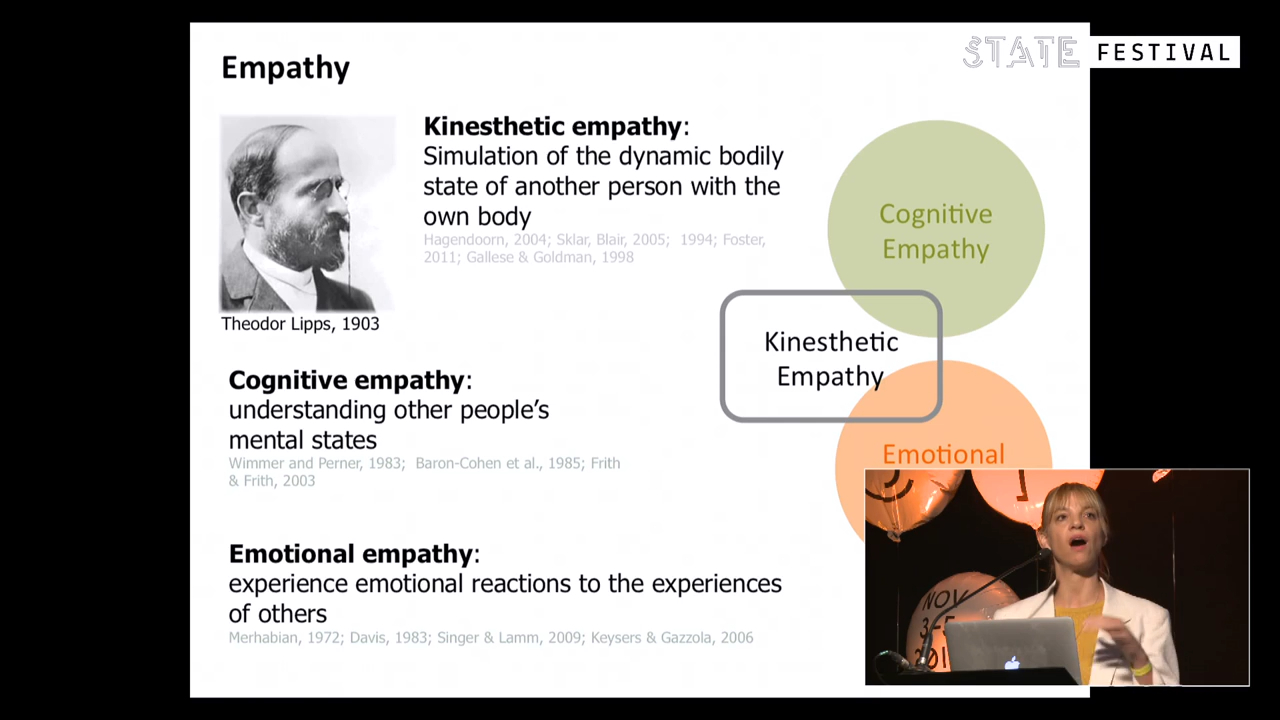 STATE FESTIVAL
Empathy
Kinesthetic empathy:
Simulation of the dynamic bodily
state of another person with the
own body
Hagendoorn, 2004; Sklar, Blair, 2005;  1994; Foster,
2011; Gallese & Goldman, 1998
Theodor Lipps, 1903
Cognitive empathy:
understanding other people's
mental states
Wimmer and Perner, 1983;  Baron-Cohen et al., 1985; Frith
& Frith, 2003
Emotional empathy:
experience emotional reactions to the experiences
of others
Merhabian, 1972; Davis, 1983; Singer & Lamm, 2009; Keysers & Gazzola, 2006
Cognitive
Empathy
Kinesthetic
Empathy
Emotional
NOV
3-5